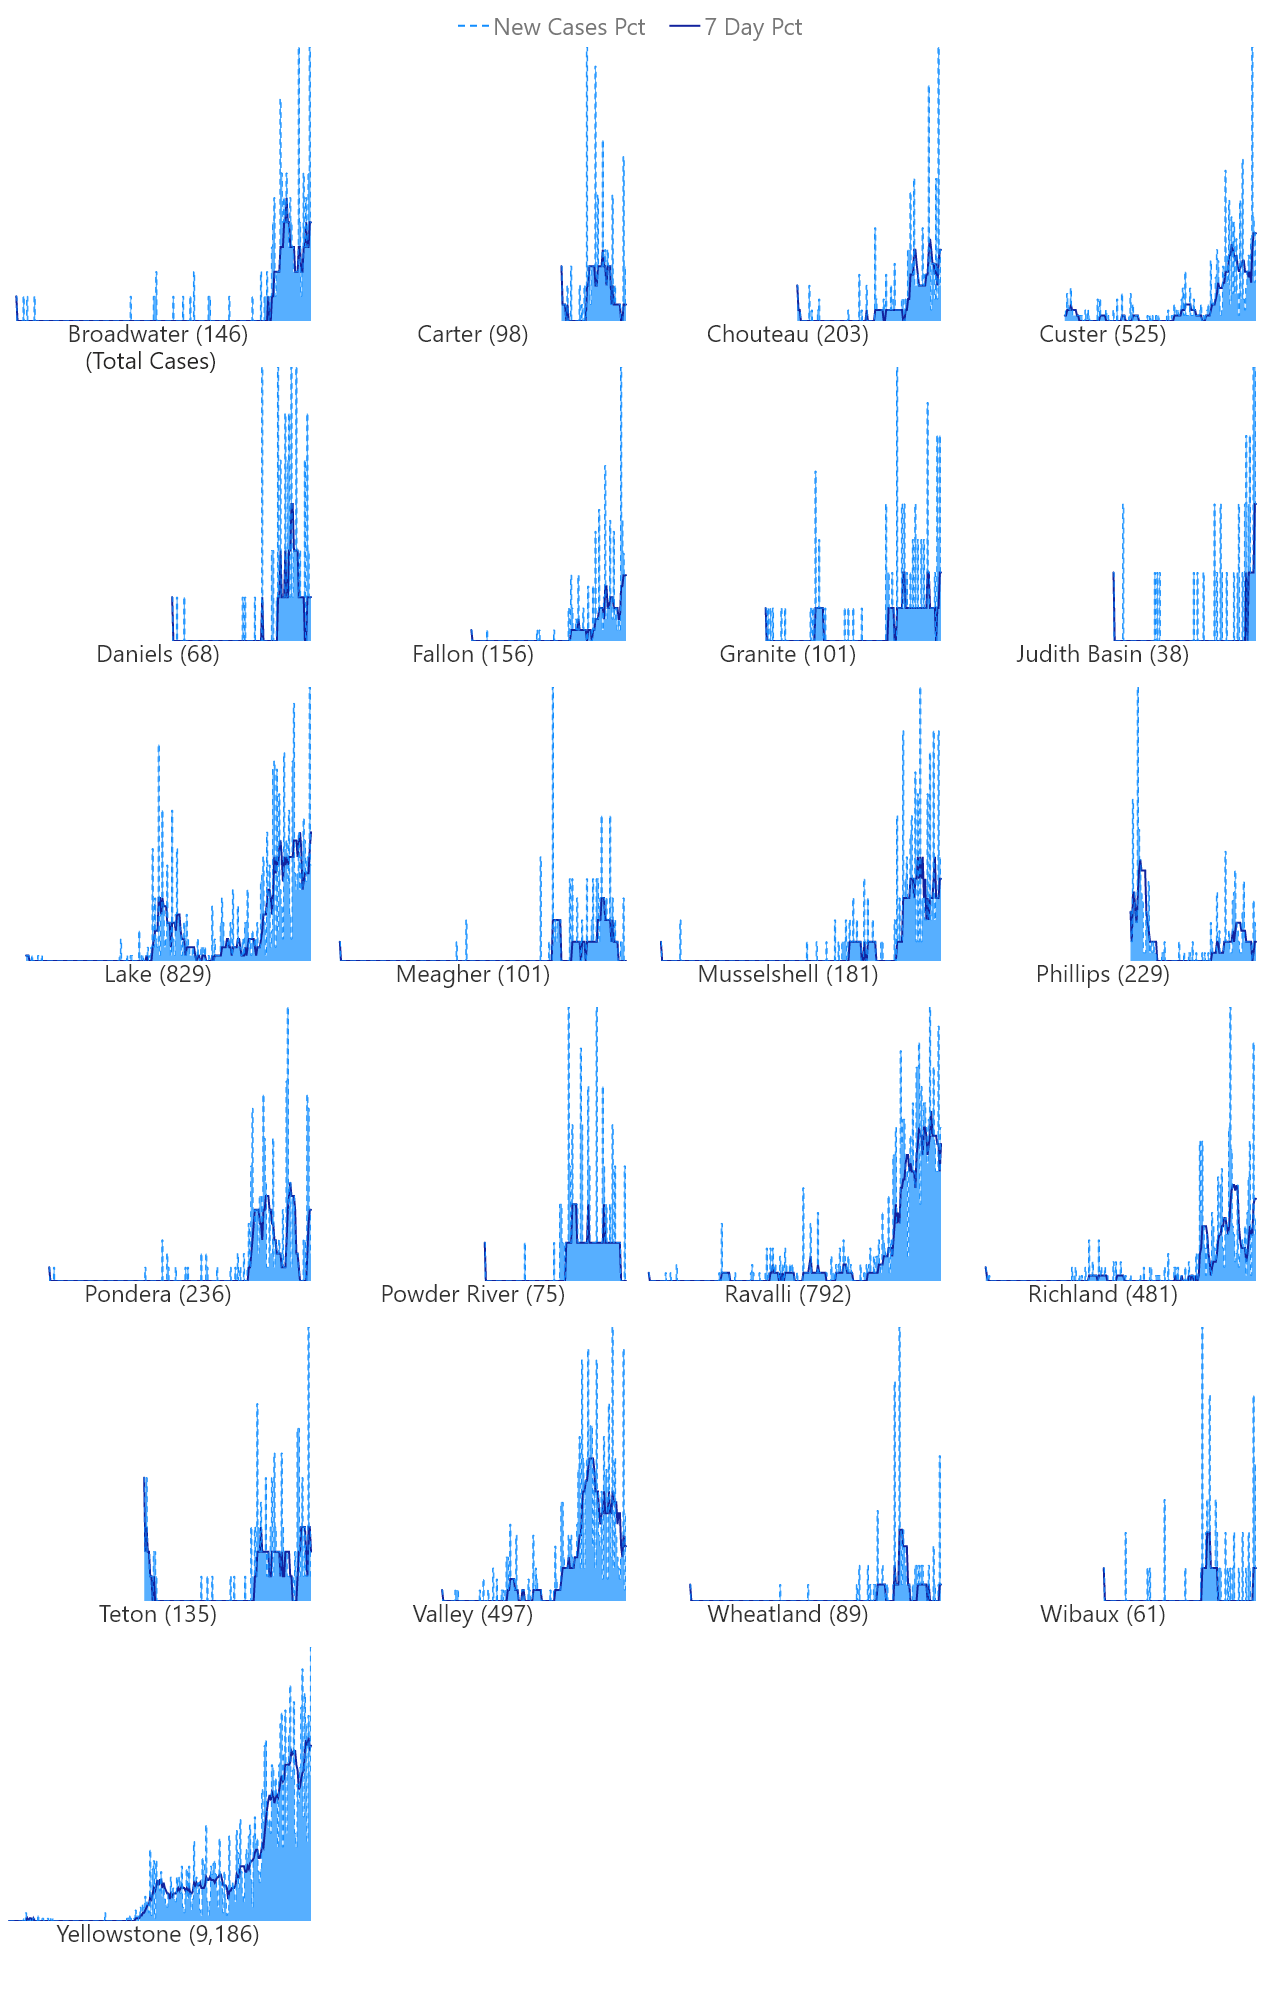 New Cases Pct 7 Day Pct
Broadwater (146) Carter (98) Chouteau (203) Custer (525)
(Total Cases)
Daniels (68) Fallon (156) Granite (101) Judith Basin (38)
Lake (829) Meagher (101) Musselshell (181) Phillips (229)
Pondera (236) Powder River (75) Ravalli (792) Richland (481)
Teton (135) Valley (497) Wheatland (89) Wibaux (61)
Yellowstone (9,186)